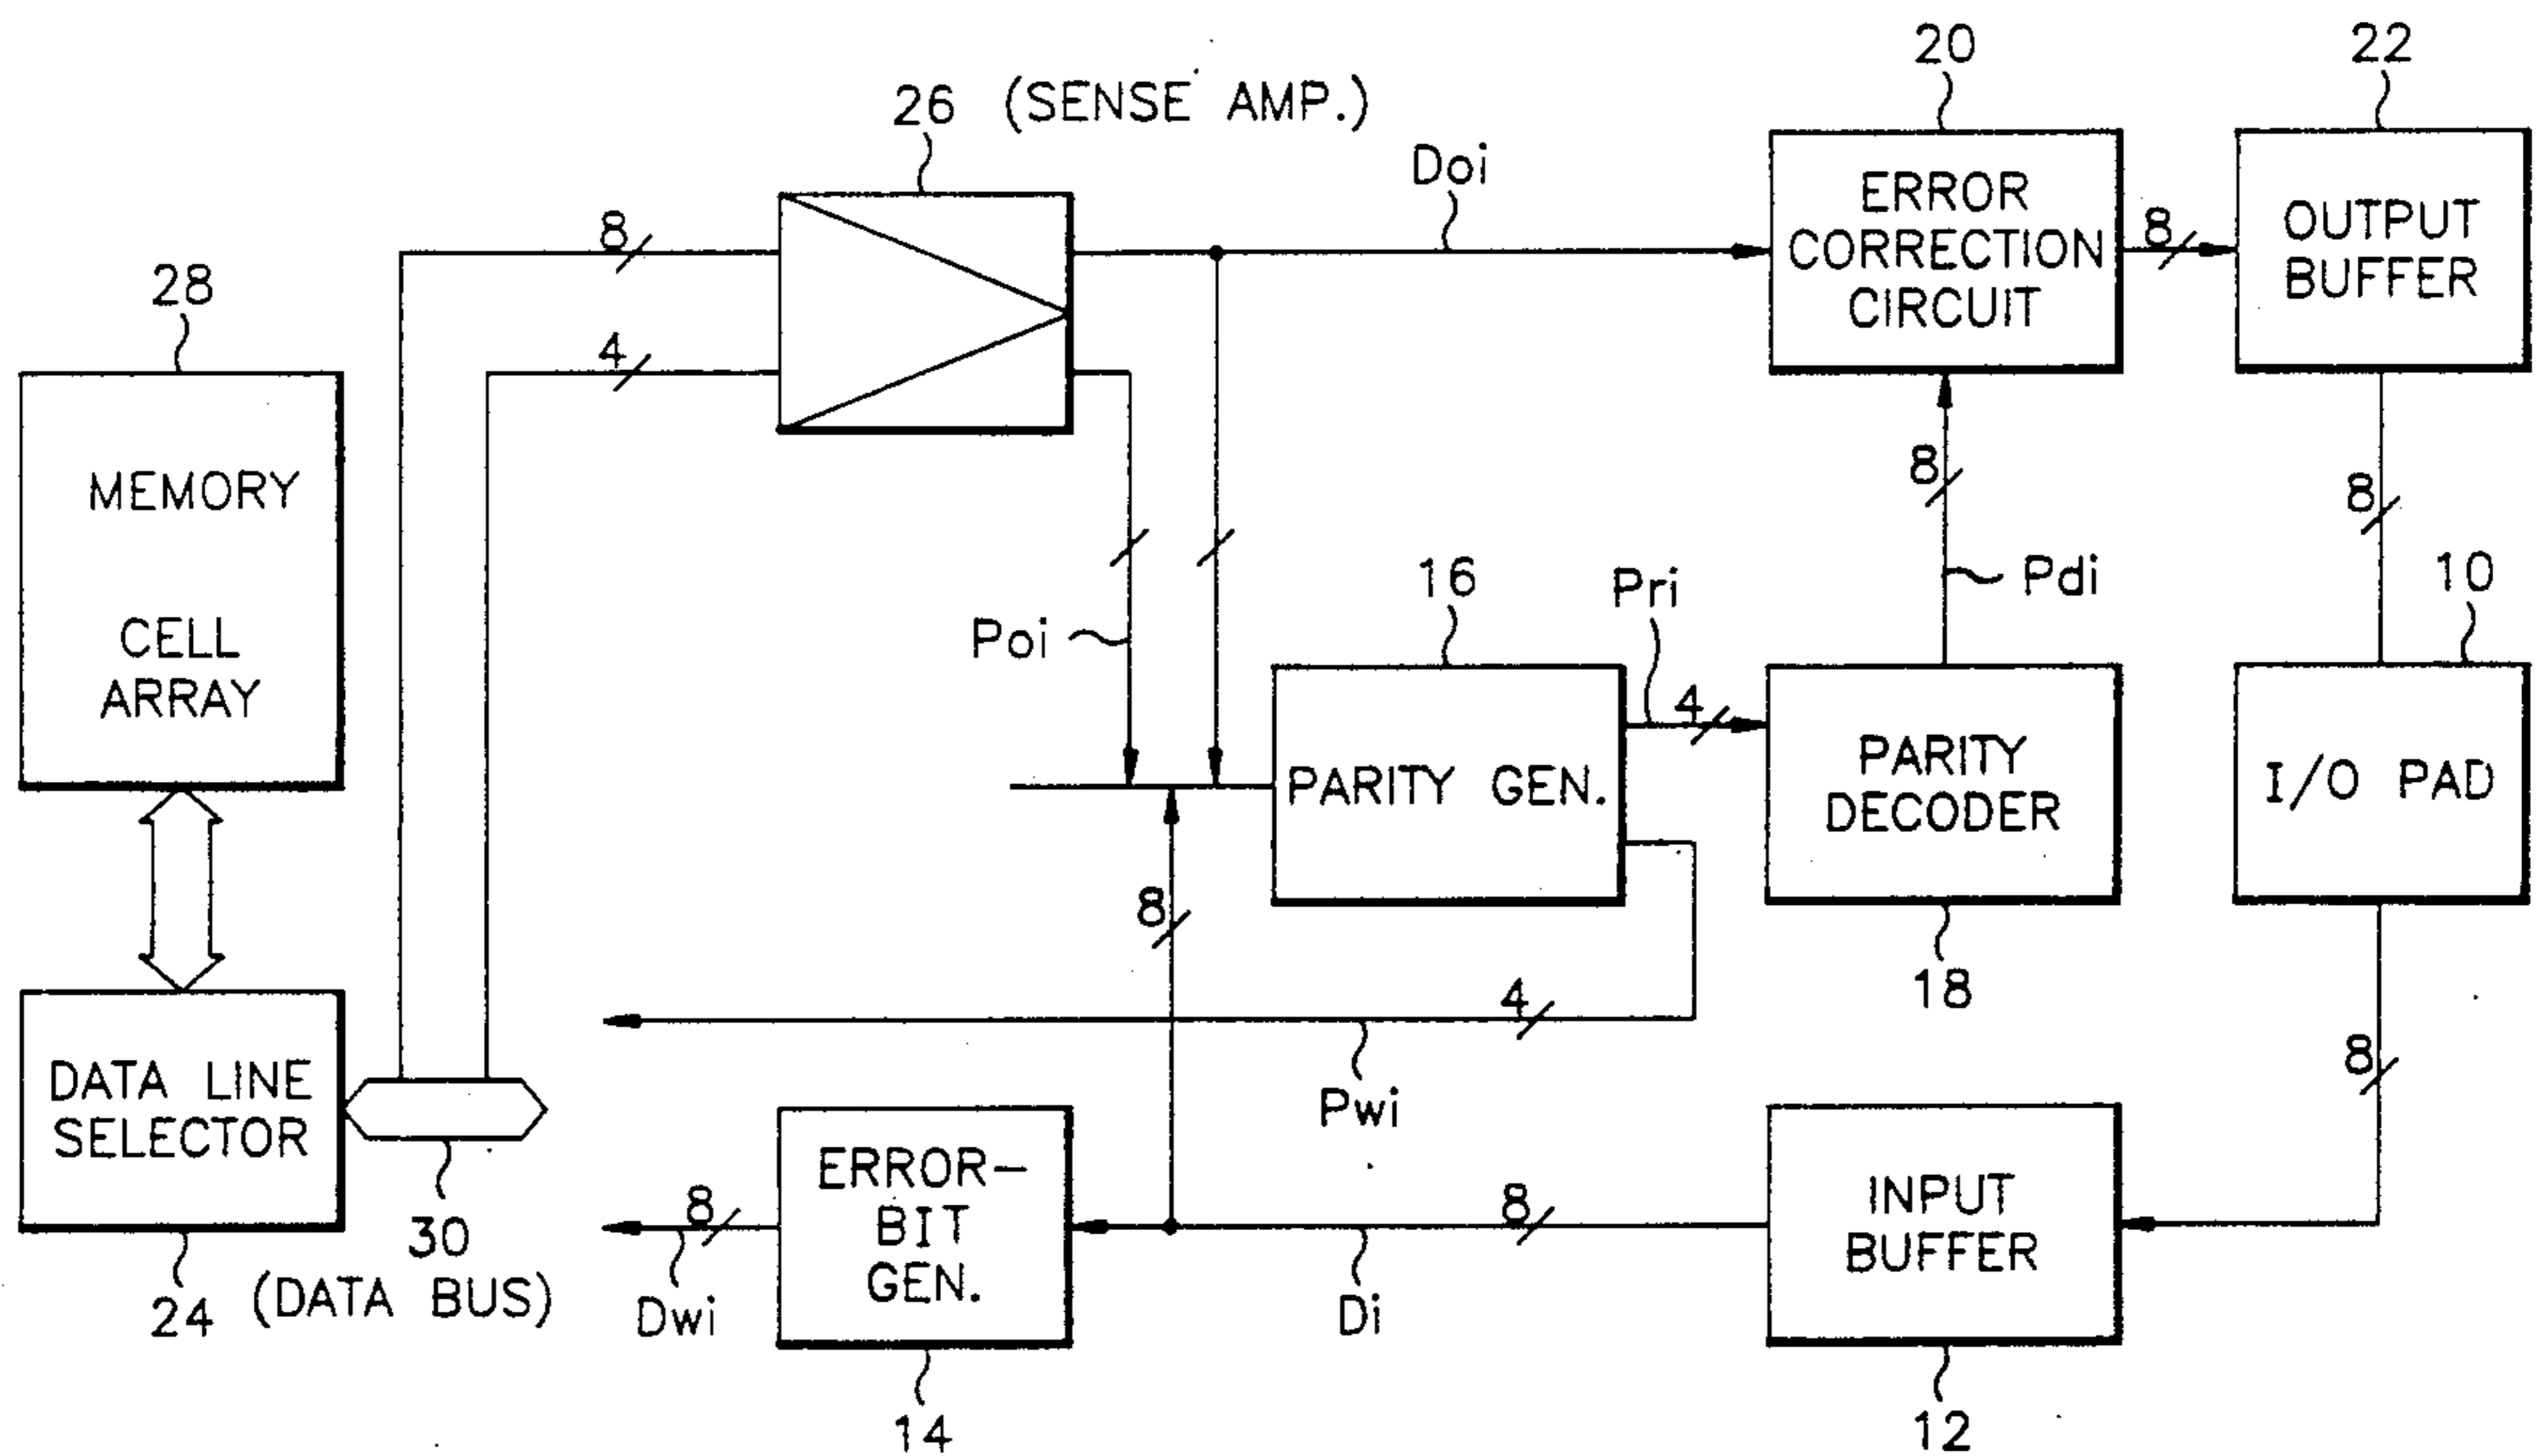 20
22
26 (SENSE AMP.)
Doi
ERROR
CORRECTION
CIRCUIT
8
OUTPUT
BUFFER
8
28
4
MEMORY
CELL
ARRAY
8
8
16
Pri
Pdi
10
Poi
4
PARITY GEN.
PARITY
DECODER
I/O PAD
8
18
4
8
DATA LINE
SELECTOR
Pwi
ERROR-
BIT
GEN.
8
8
INPUT
BUFFER
30
24 (DATA BUS)
Dwi
Di
14
12